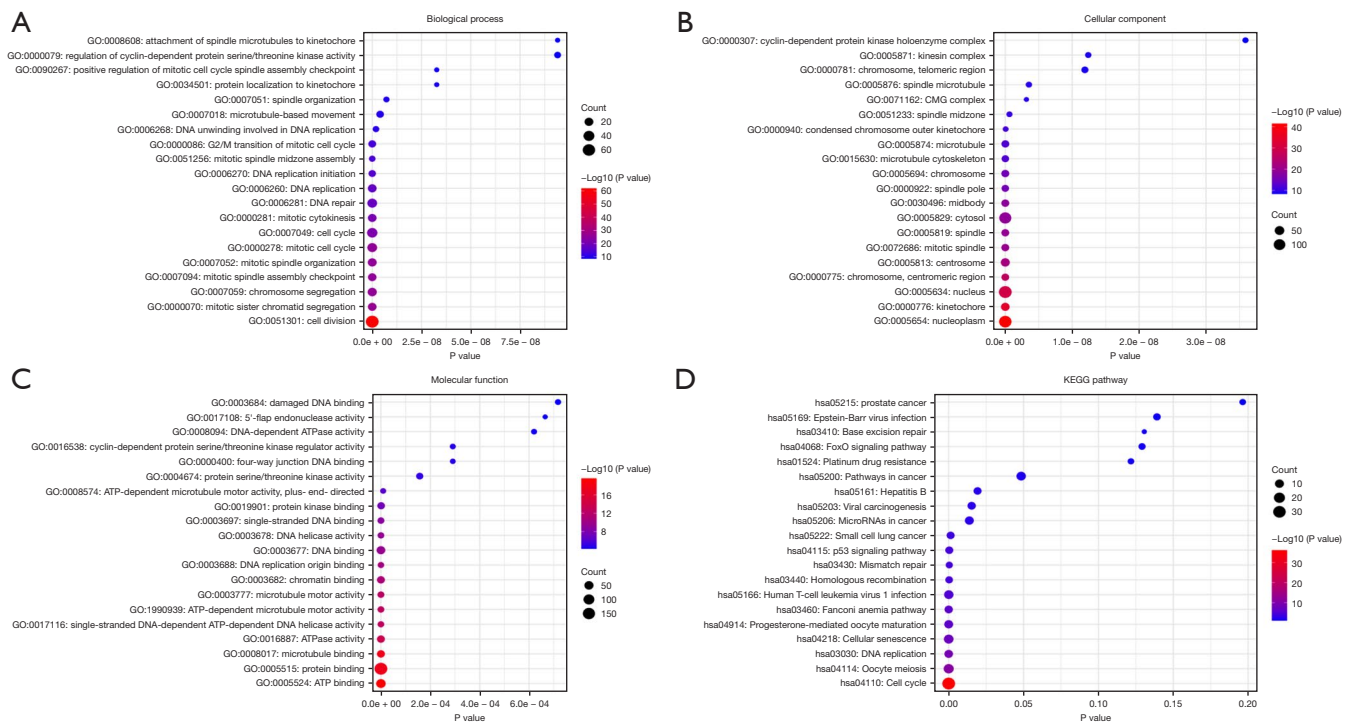 A
Biological process
GO:0008608: attachment of spindle microtubules to kinetochore
GO:0000079: regulation of cyclin-dependent protein serine/threonine kinase activity
GO:0090267: positive regulation of mitotic cell cycle spindle assembly checkpoint
GO:0034501: protein localization to kinetochore
GO:0007051: spindle organization
GO:0007018: microtubule-based movement
GO:0006268: DNA unwinding involved in DNA replication
GO:0000086: G2/M transition of mitotic cell cycle
GO:0051256: mitotic spindle midzone assembly
GO:0006270: DNA replication initiation
GO:0006260: DNA replication
GO:0006281: DNA repair
GO:0000281: mitotic cytokinesis
GO:0007049: cell cycle
GO:0000278: mitotic cell cycle
GO:0007052: mitotic spindle organization
GO:0007094: mitotic spindle assembly checkpoint
GO:0007059: chromosome segregation
GO:0000070: mitotic sister chromatid segregation
GO:0051301: cell division
0.0e + 00 2.5e – 08 5.0e – 08 7.5e – 08
P value
Count
20
40
60
–Log10 (P value)
60
50
40
30
20
10
B
Cellular component
GO:0000307: cyclin-dependent protein kinase holoenzyme complex
GO:0005871: kinesin complex
GO:0000781: chromosome, telomeric region
GO:0005876: spindle microtubule
GO:0071162: CMG complex
GO:0051233: spindle midzone
GO:0000940: condensed chromosome outer kinetochore
GO:0005874: microtubule
GO:0015630: microtubule cytoskeleton
GO:0005694: chromosome
GO:0000922: spindle pole
GO:0030496: midbody
GO:0005829: cytosol
GO:0005819: spindle
GO:0072686: mitotic spindle
GO:0005813: centrosome
GO:0000775: chromosome, centromeric region
GO:0005634: nucleus
GO:0000776: kinetochore
GO:0005654: nucleoplasm
0.0e + 00 1.0e – 08 2.0e – 08 3.0e – 08
P value
–Log10 (P value)
40
30
20
10
Count
50
100
C
Molecular function
GO:0003684: damaged DNA binding
GO:0017108: 5'-flap endonuclease activity
GO:0008094: DNA-dependent ATPase activity
GO:0016538: cyclin-dependent protein serine/threonine kinase regulator activity
GO:0000400: four-way junction DNA binding
GO:0004674: protein serine/threonine kinase activity
GO:0008574: ATP-dependent microtubule motor activity, plus- end- directed
GO:0019901: protein kinase binding
GO:0003697: single-stranded DNA binding
GO:0003678: DNA helicase activity
GO:0003677: DNA binding
GO:0003688: DNA replication origin binding
GO:0003682: chromatin binding
GO:0003777: microtubule motor activity
GO:1990939: ATP-dependent microtubule motor activity
GO:0017116: single-stranded DNA-dependent ATP-dependent DNA helicase activity
GO:0016887: ATPase activity
GO:0008017: microtubule binding
GO:0005515: protein binding
GO:0005524: ATP binding
0.0e + 00 2.0e – 04 4.0e – 04 6.0e – 04
P value
–Log10 (P value)
16
12
8
Count
50
100
150
D
KEGG pathway
hsa05215: prostate cancer
hsa05169: Epstein-Barr virus infection
hsa03410: Base excision repair
hsa04068: FoxO signaling pathway
hsa01524: Platinum drug resistance
hsa05200: Pathways in cancer
hsa05161: Hepatitis B
hsa05203: Viral carcinogenesis
hsa05206: MicroRNAs in cancer
hsa05222: Small cell lung cancer
hsa04115: p53 signaling pathway
hsa03430: Mismatch repair
hsa03440: Homologous recombination
hsa05166: Human T-cell leukemia virus 1 infection
hsa03460: Fanconi anemia pathway
hsa04914: Progesterone-mediated oocyte maturation
hsa04218: Cellular senescence
hsa03030: DNA replication
hsa04114: Oocyte meiosis
hsa04110: Cell cycle
0.00 0.05 0.10 0.15 0.20
P value
Count
10
20
30
–Log10 (P value)
30
20
10